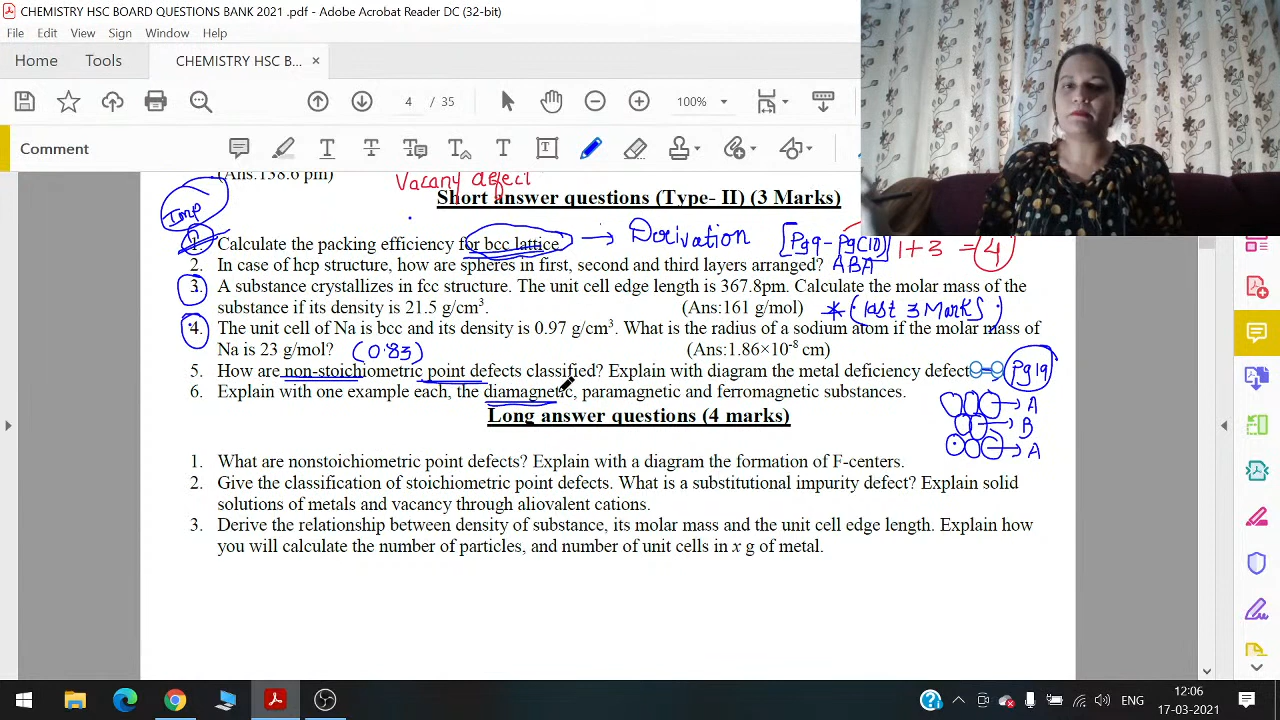 CHEMISTRY HSC BOARD QUESTIONS BANK 2021 .pdf - Adobe Acrobat Reader DC (32-bit)
File Edit View Sign Window Help
Home Tools CHEMISTRY HSC B... ×
4 / 35 100%
Comment
(Ans:138.6 pm)
Vacany defect
Short answer questions (Type- II) (3 Marks)
Imp
1. Calculate the packing efficiency for bcc lattice. → Derivation [Pg 9 - Pg (10)] 1 + 3 = 4
2. In case of hcp structure, how are spheres in first, second and third layers arranged? ABA
3. A substance crystallizes in fcc structure. The unit cell edge length is 367.8pm. Calculate the molar mass of the
substance if its density is 21.5 g/cm³. (Ans:161 g/mol) * (last 3 Marks)
4. The unit cell of Na is bcc and its density is 0.97 g/cm³. What is the radius of a sodium atom if the molar mass of
Na is 23 g/mol? (0.83) (Ans:1.86×10⁻⁸ cm)
5. How are non-stoichiometric point defects classified? Explain with diagram the metal deficiency defect Pg 19
6. Explain with one example each, the diamagnetic, paramagnetic and ferromagnetic substances.
→ A
→ B
→ A
Long answer questions (4 marks)
1. What are nonstoichiometric point defects? Explain with a diagram the formation of F-centers.
2. Give the classification of stoichiometric point defects. What is a substitutional impurity defect? Explain solid
solutions of metals and vacancy through aliovalent cations.
3. Derive the relationship between density of substance, its molar mass and the unit cell edge length. Explain how
you will calculate the number of particles, and number of unit cells in x g of metal.
ENG
12:06
17-03-2021